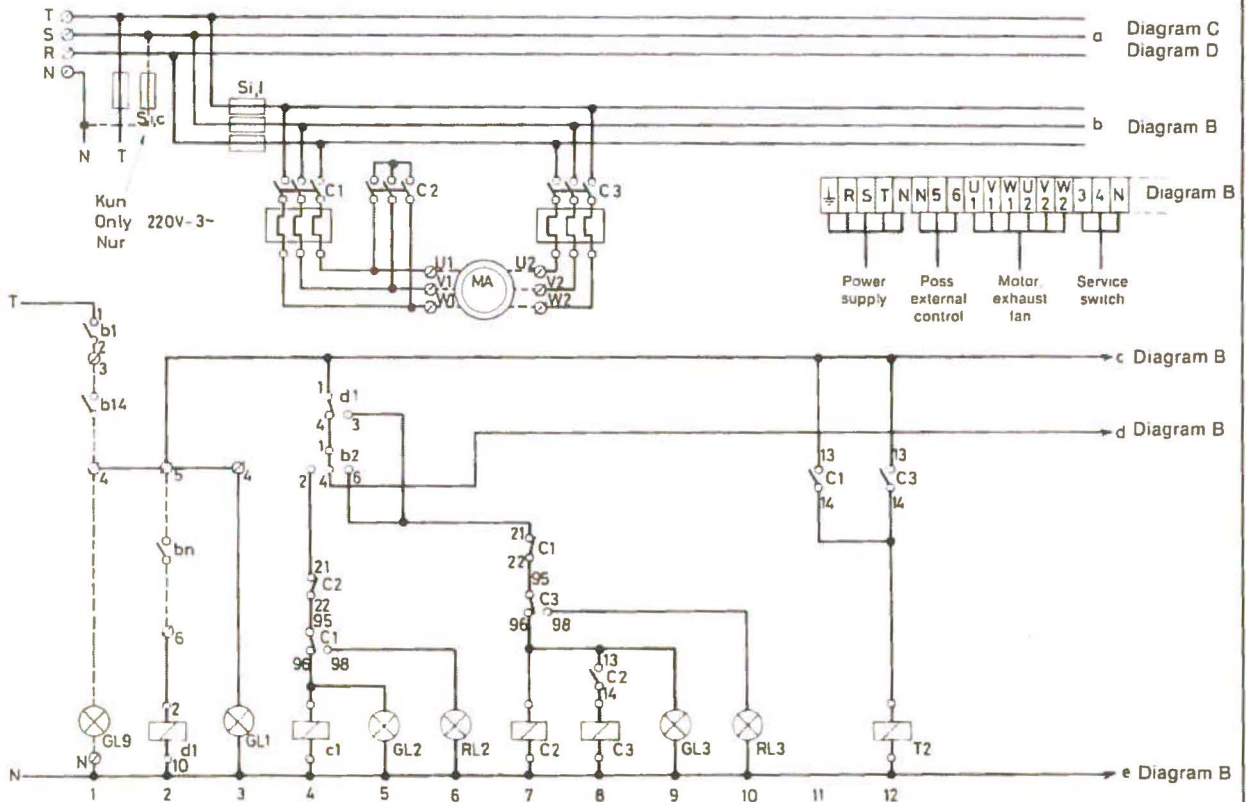 T
S a Diagram C
R Diagram D
N
Si,l
Si,c
b Diagram B
N T
C1 C2 C3
Kun
Only 220V-3~
Nur
⏚ R S T N N 5 6 U1 V1 W1 U2 V2 W2 3 4 N Diagram B
U1 MA U2
V1 V2
W1 W2
Power supply
Poss external control
Motor exhaust fan
Service switch
T
1
b1
2
3
c Diagram B
b14
1
d1
4 3
d Diagram B
1
b2
2 4 6
4 5 4
13 13
C1 C3
14 14
bn
21
C1
22
21
C2
22
95
C3
96 98
95
C1
96 98
6
13
C2
14
2
GL9 d1 GL1 c1 GL2 RL2 C2 C3 GL3 RL3 T2
N 10
N e Diagram B
1 2 3 4 5 6 7 8 9 10 11 12